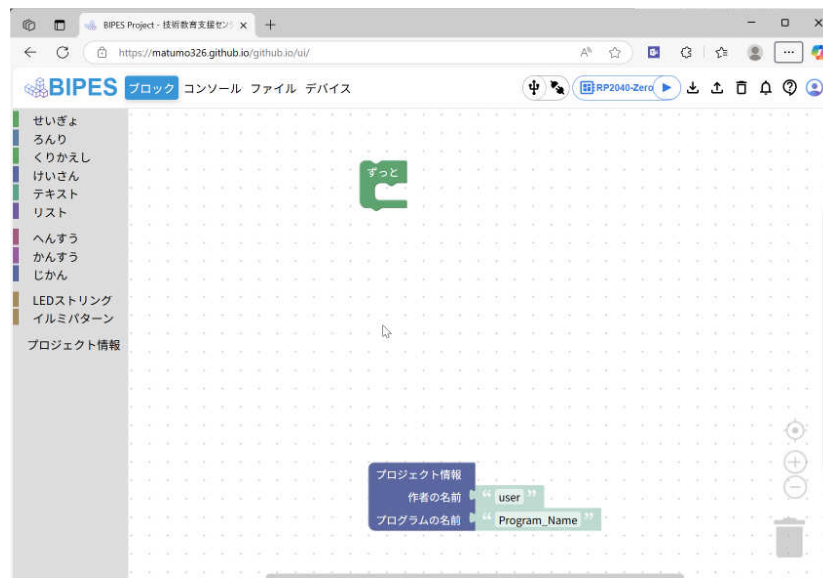 BIPES Project - 技術教育支援セン
https://matumo326.github.io/github.io/ui/
BIPES ブロック コンソール ファイル デバイス RP2040-Zero
せいぎょ
ろんり
くりかえし
けいさん
テキスト
リスト
へんすう
かんすう
じかん
LEDストリング
イルミパターン
プロジェクト情報
ずっと
プロジェクト情報
作者の名前 “ user ”
プログラムの名前 “ Program_Name ”